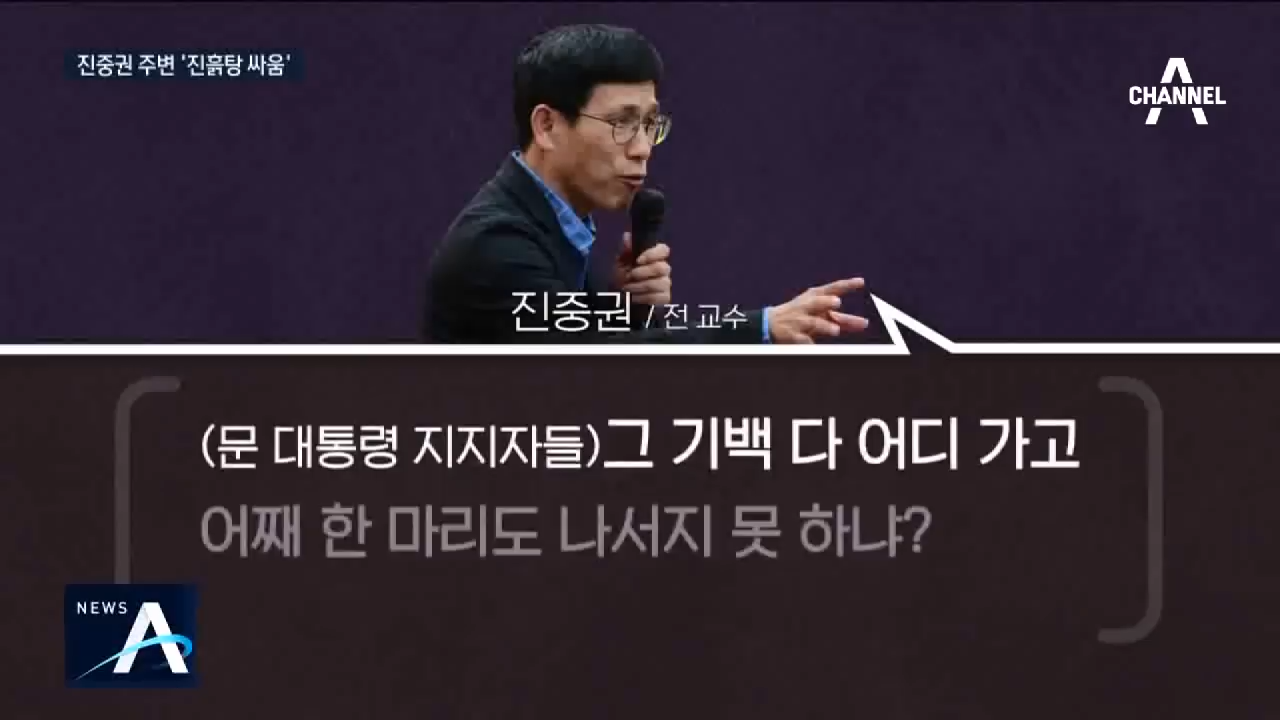 진중권 주변 '진흙탕 싸움'
CHANNEL A
진중권 / 전 교수
(문 대통령 지지자들)그 기백 다 어디 가고
어째 한 마리도 나서지 못 하냐?
NEWS A